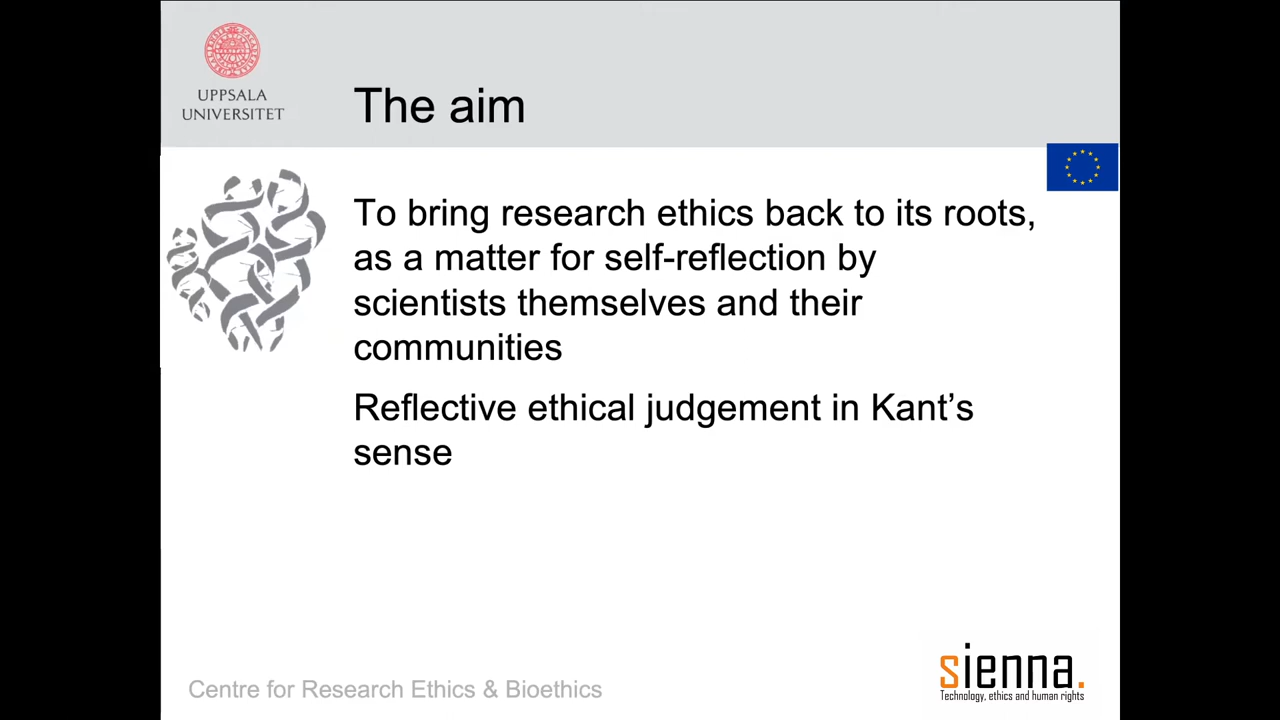 UPPSALA
UNIVERSITET
The aim
To bring research ethics back to its roots,
as a matter for self-reflection by
scientists themselves and their
communities
Reflective ethical judgement in Kant’s
sense
Centre for Research Ethics & Bioethics
sienna.
Technology, ethics and human rights